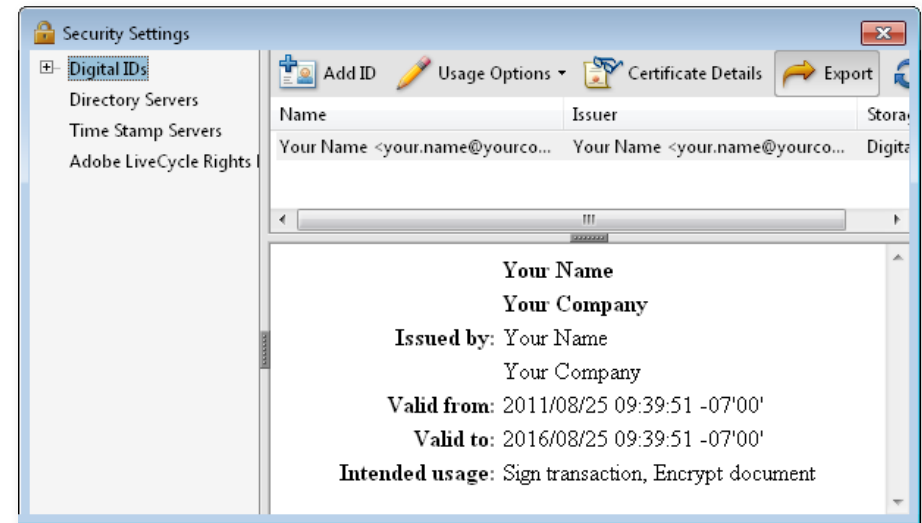 Security Settings
Digital IDs
Directory Servers
Time Stamp Servers
Adobe LiveCycle Rights
Add ID
Usage Options
Certificate Details
Export
Name Issuer Stora
Your Name <your.name@yourco... Your Name <your.name@yourco... Digita
Your Name
Your Company
Issued by: Your Name
Your Company
Valid from: 2011/08/25 09:39:51 -07'00'
Valid to: 2016/08/25 09:39:51 -07'00'
Intended usage: Sign transaction, Encrypt document